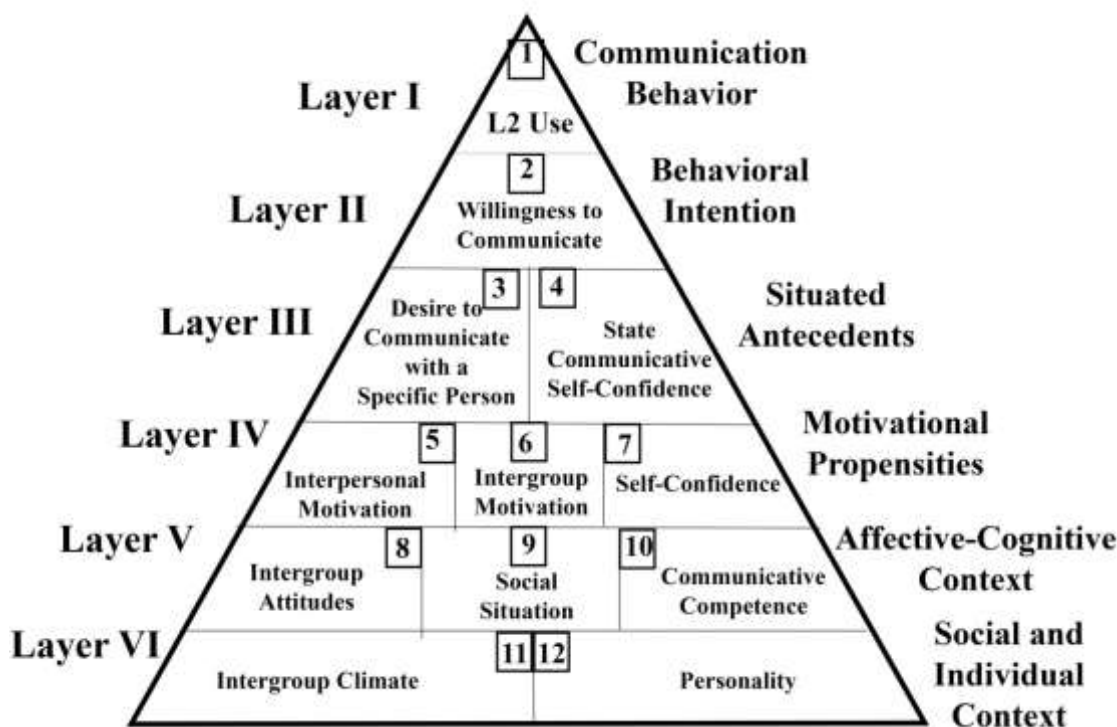 1
Communication
Behavior
Layer I
L2 Use
2
Behavioral
Intention
Layer II
Willingness to
Communicate
3
4
Situated
Antecedents
Layer III
Desire to
Communicate
with a
Specific Person
State
Communicative
Self-Confidence
Layer IV
5
6
7
Motivational
Propensities
Interpersonal
Motivation
Intergroup
Motivation
Self-Confidence
Layer V
8
9
10
Affective-Cognitive
Context
Intergroup
Attitudes
Social
Situation
Communicative
Competence
Layer VI
11
12
Social and
Individual
Context
Intergroup Climate
Personality